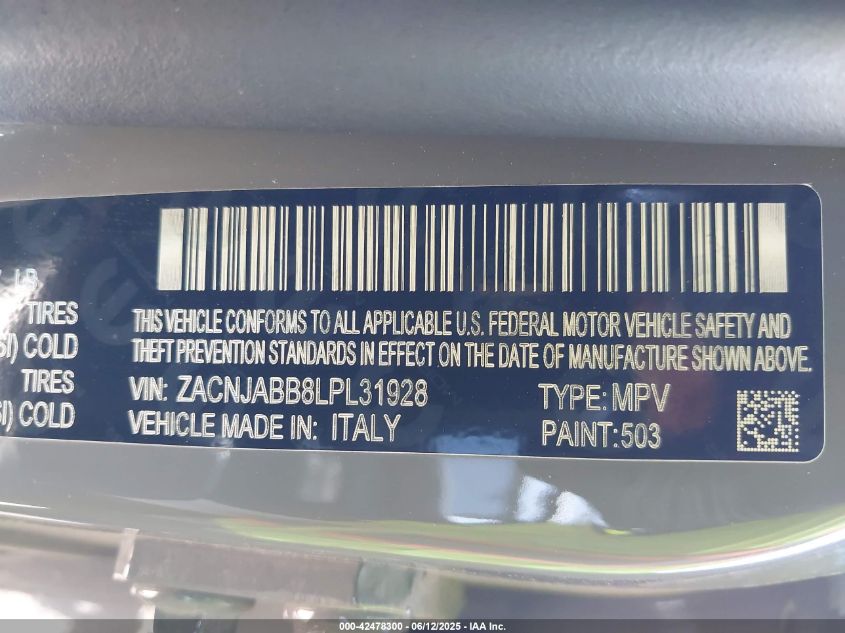 LB
TIRES
SI) COLD
TIRES
SI) COLD
THIS VEHICLE CONFORMS TO ALL APPLICABLE U.S. FEDERAL MOTOR VEHICLE SAFETY AND
THEFT PREVENTION STANDARDS IN EFFECT ON THE DATE OF MANUFACTURE SHOWN ABOVE.
VIN: ZACNJABB8LPL31928 TYPE: MPV
VEHICLE MADE IN: ITALY PAINT:503
000-42478300 - 06/12/2025 - IAA Inc.